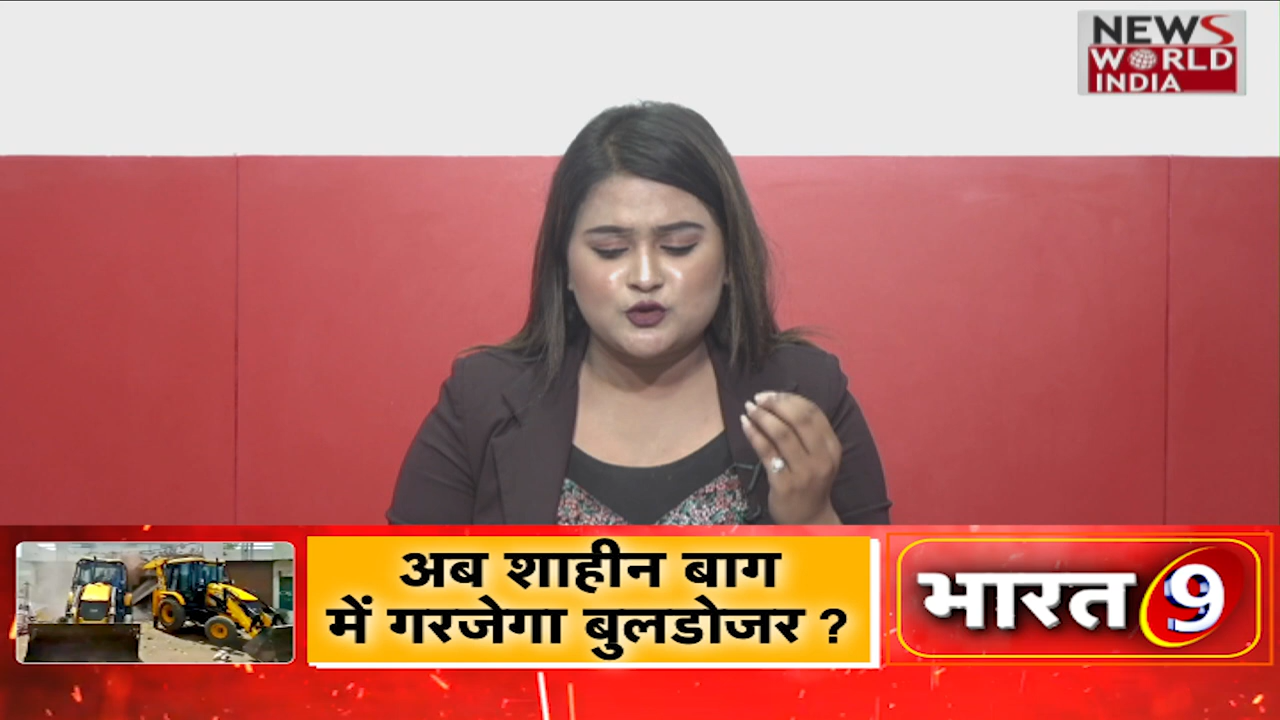 NEWS
WORLD
INDIA
अब शाहीन बाग
में गरजेगा बुलडोजर ?
भारत 9